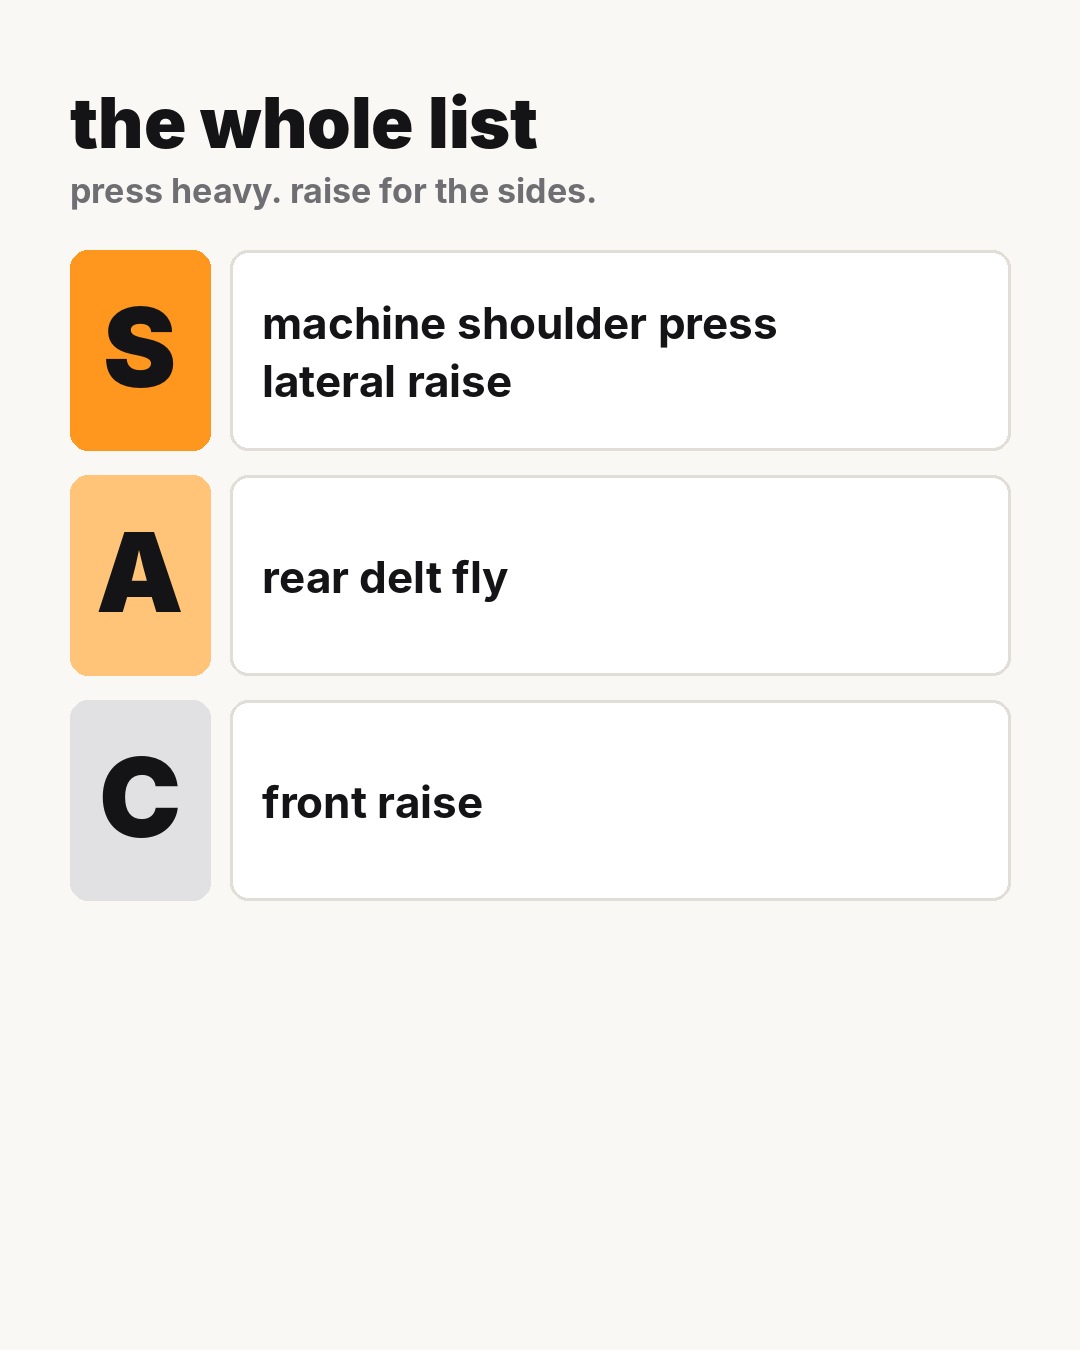 the whole list
press heavy. raise for the sides.
S
machine shoulder press
lateral raise
A
rear delt fly
C
front raise